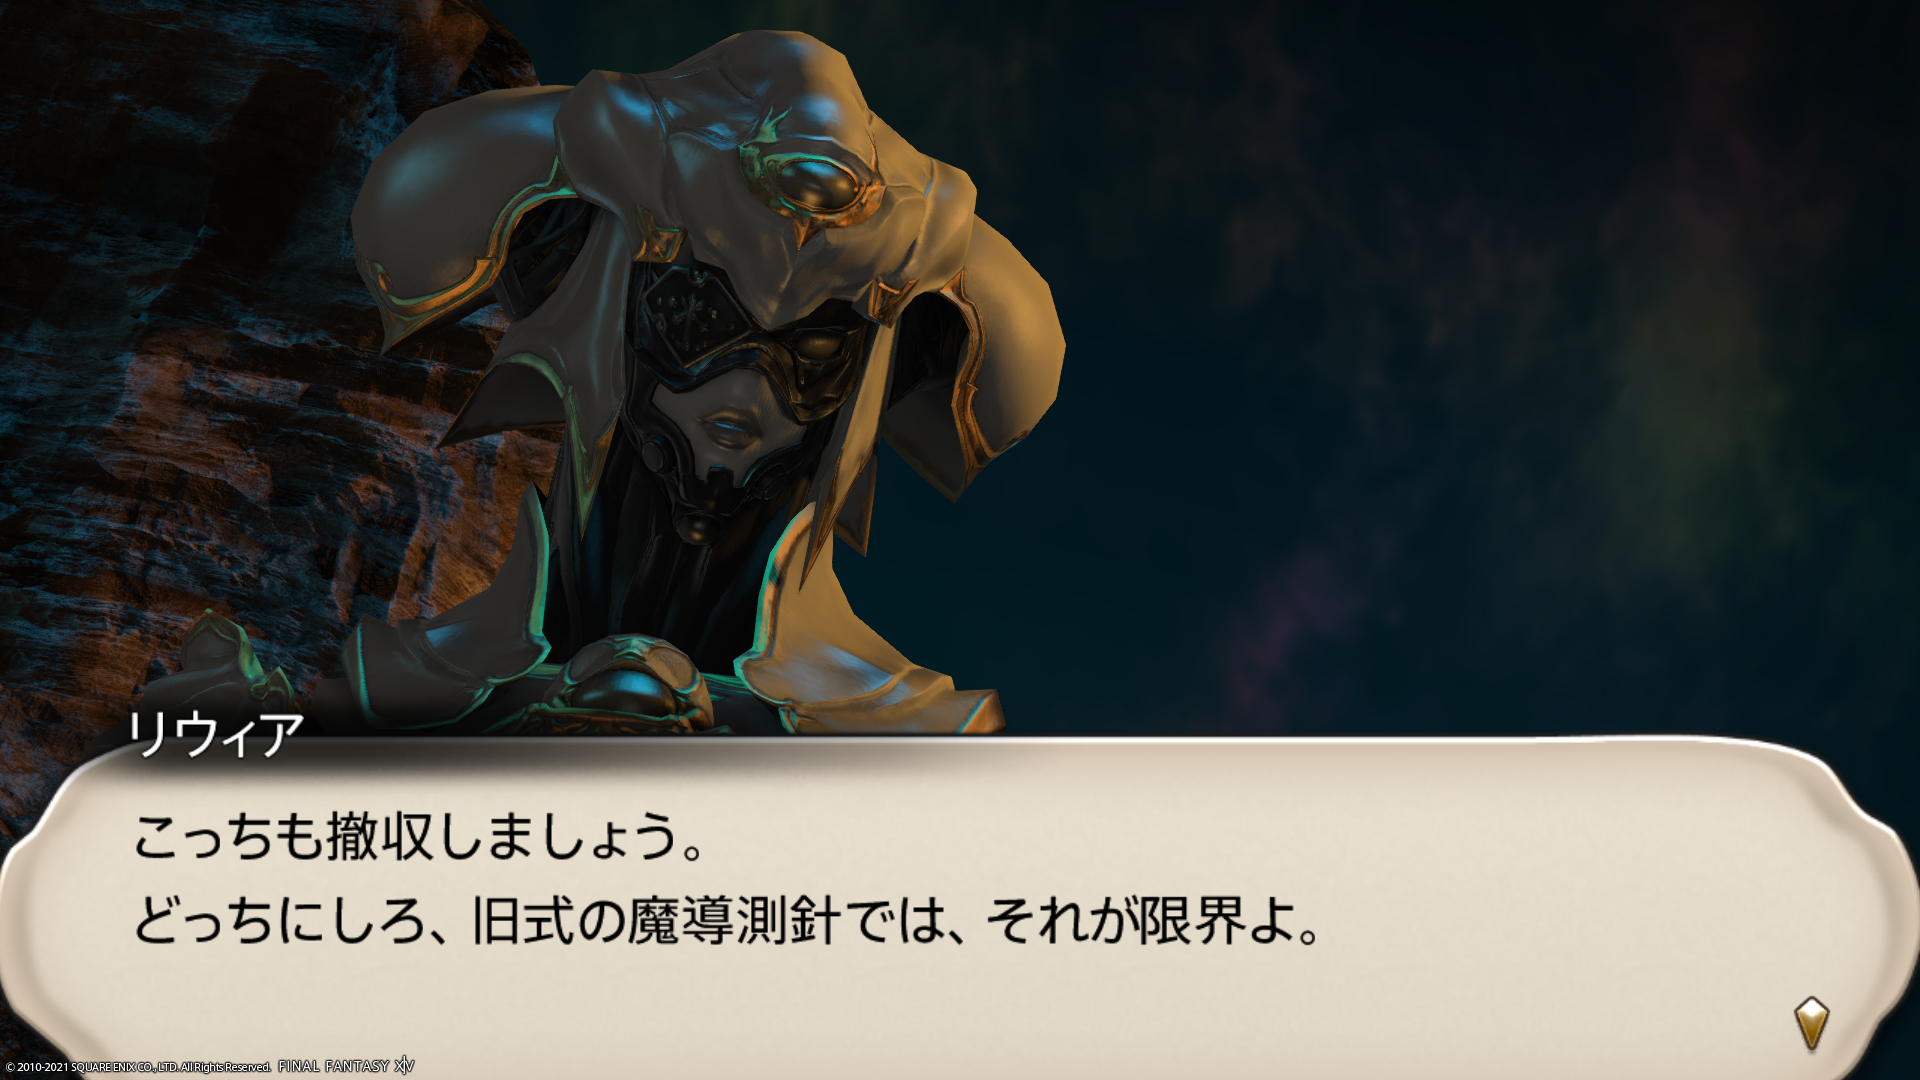 リウィア
こっちも撤収しましょう。
どっちにしろ、旧式の魔導測針では、それが限界よ。
© 2010-2021 SQUARE ENIX CO., LTD. All Rights Reserved. FINAL FANTASY XIV